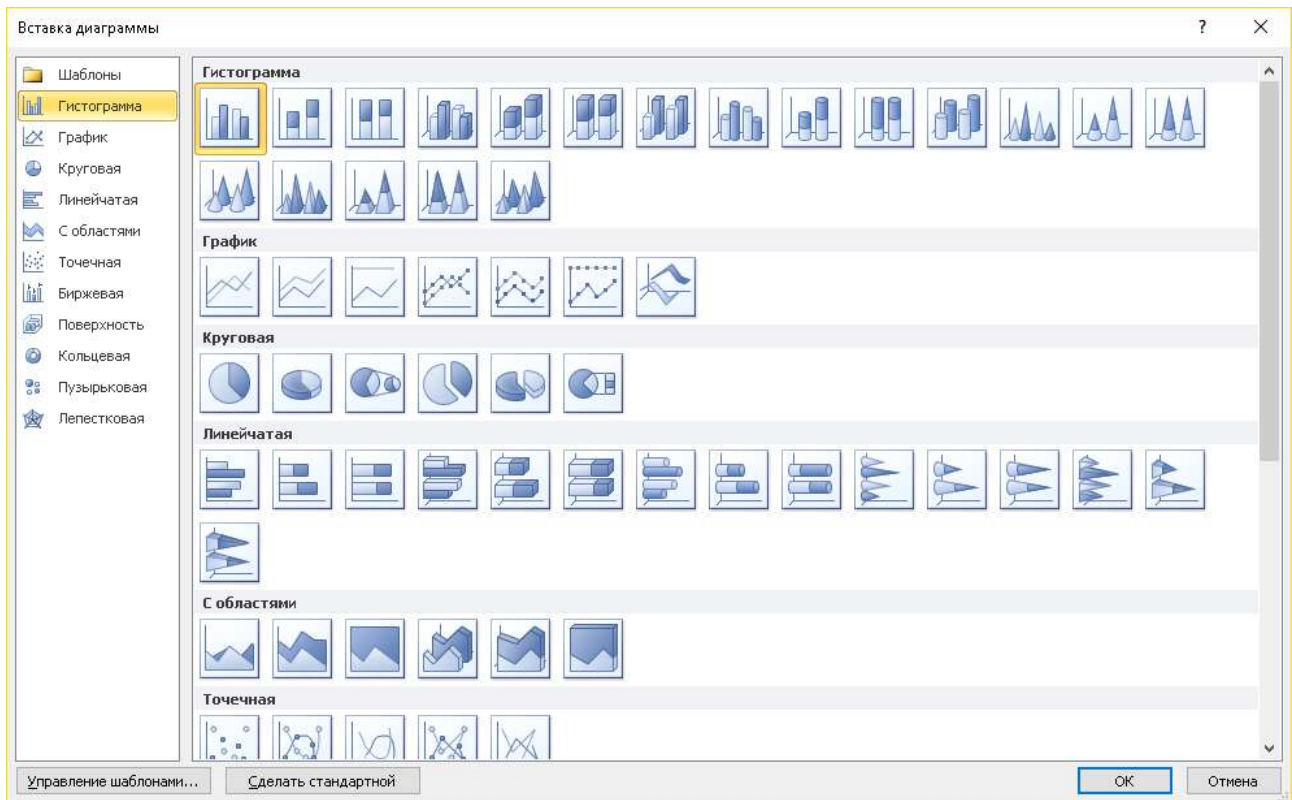 Вставка диаграммы
?
Шаблоны
Гистограмма
График
Круговая
Линейчатая
С областями
Точечная
Биржевая
Поверхность
Кольцевая
Пузырьковая
Лепестковая
Гистограмма
График
Круговая
Линейчатая
С областями
Точечная
Управление шаблонами...
Сделать стандартной
ОК
Отмена